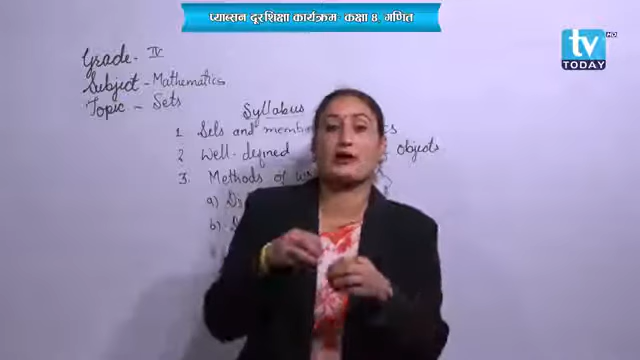 प्याब्सन दूरशिक्षा कार्यक्रम कक्षा ४, गणित
tv HD
TODAY
Grade - IV
Subject - Mathematics
Topic - Sets
Syllabus
1 Sets and
2 Well-defined objects
3. Methods of
a)
b)